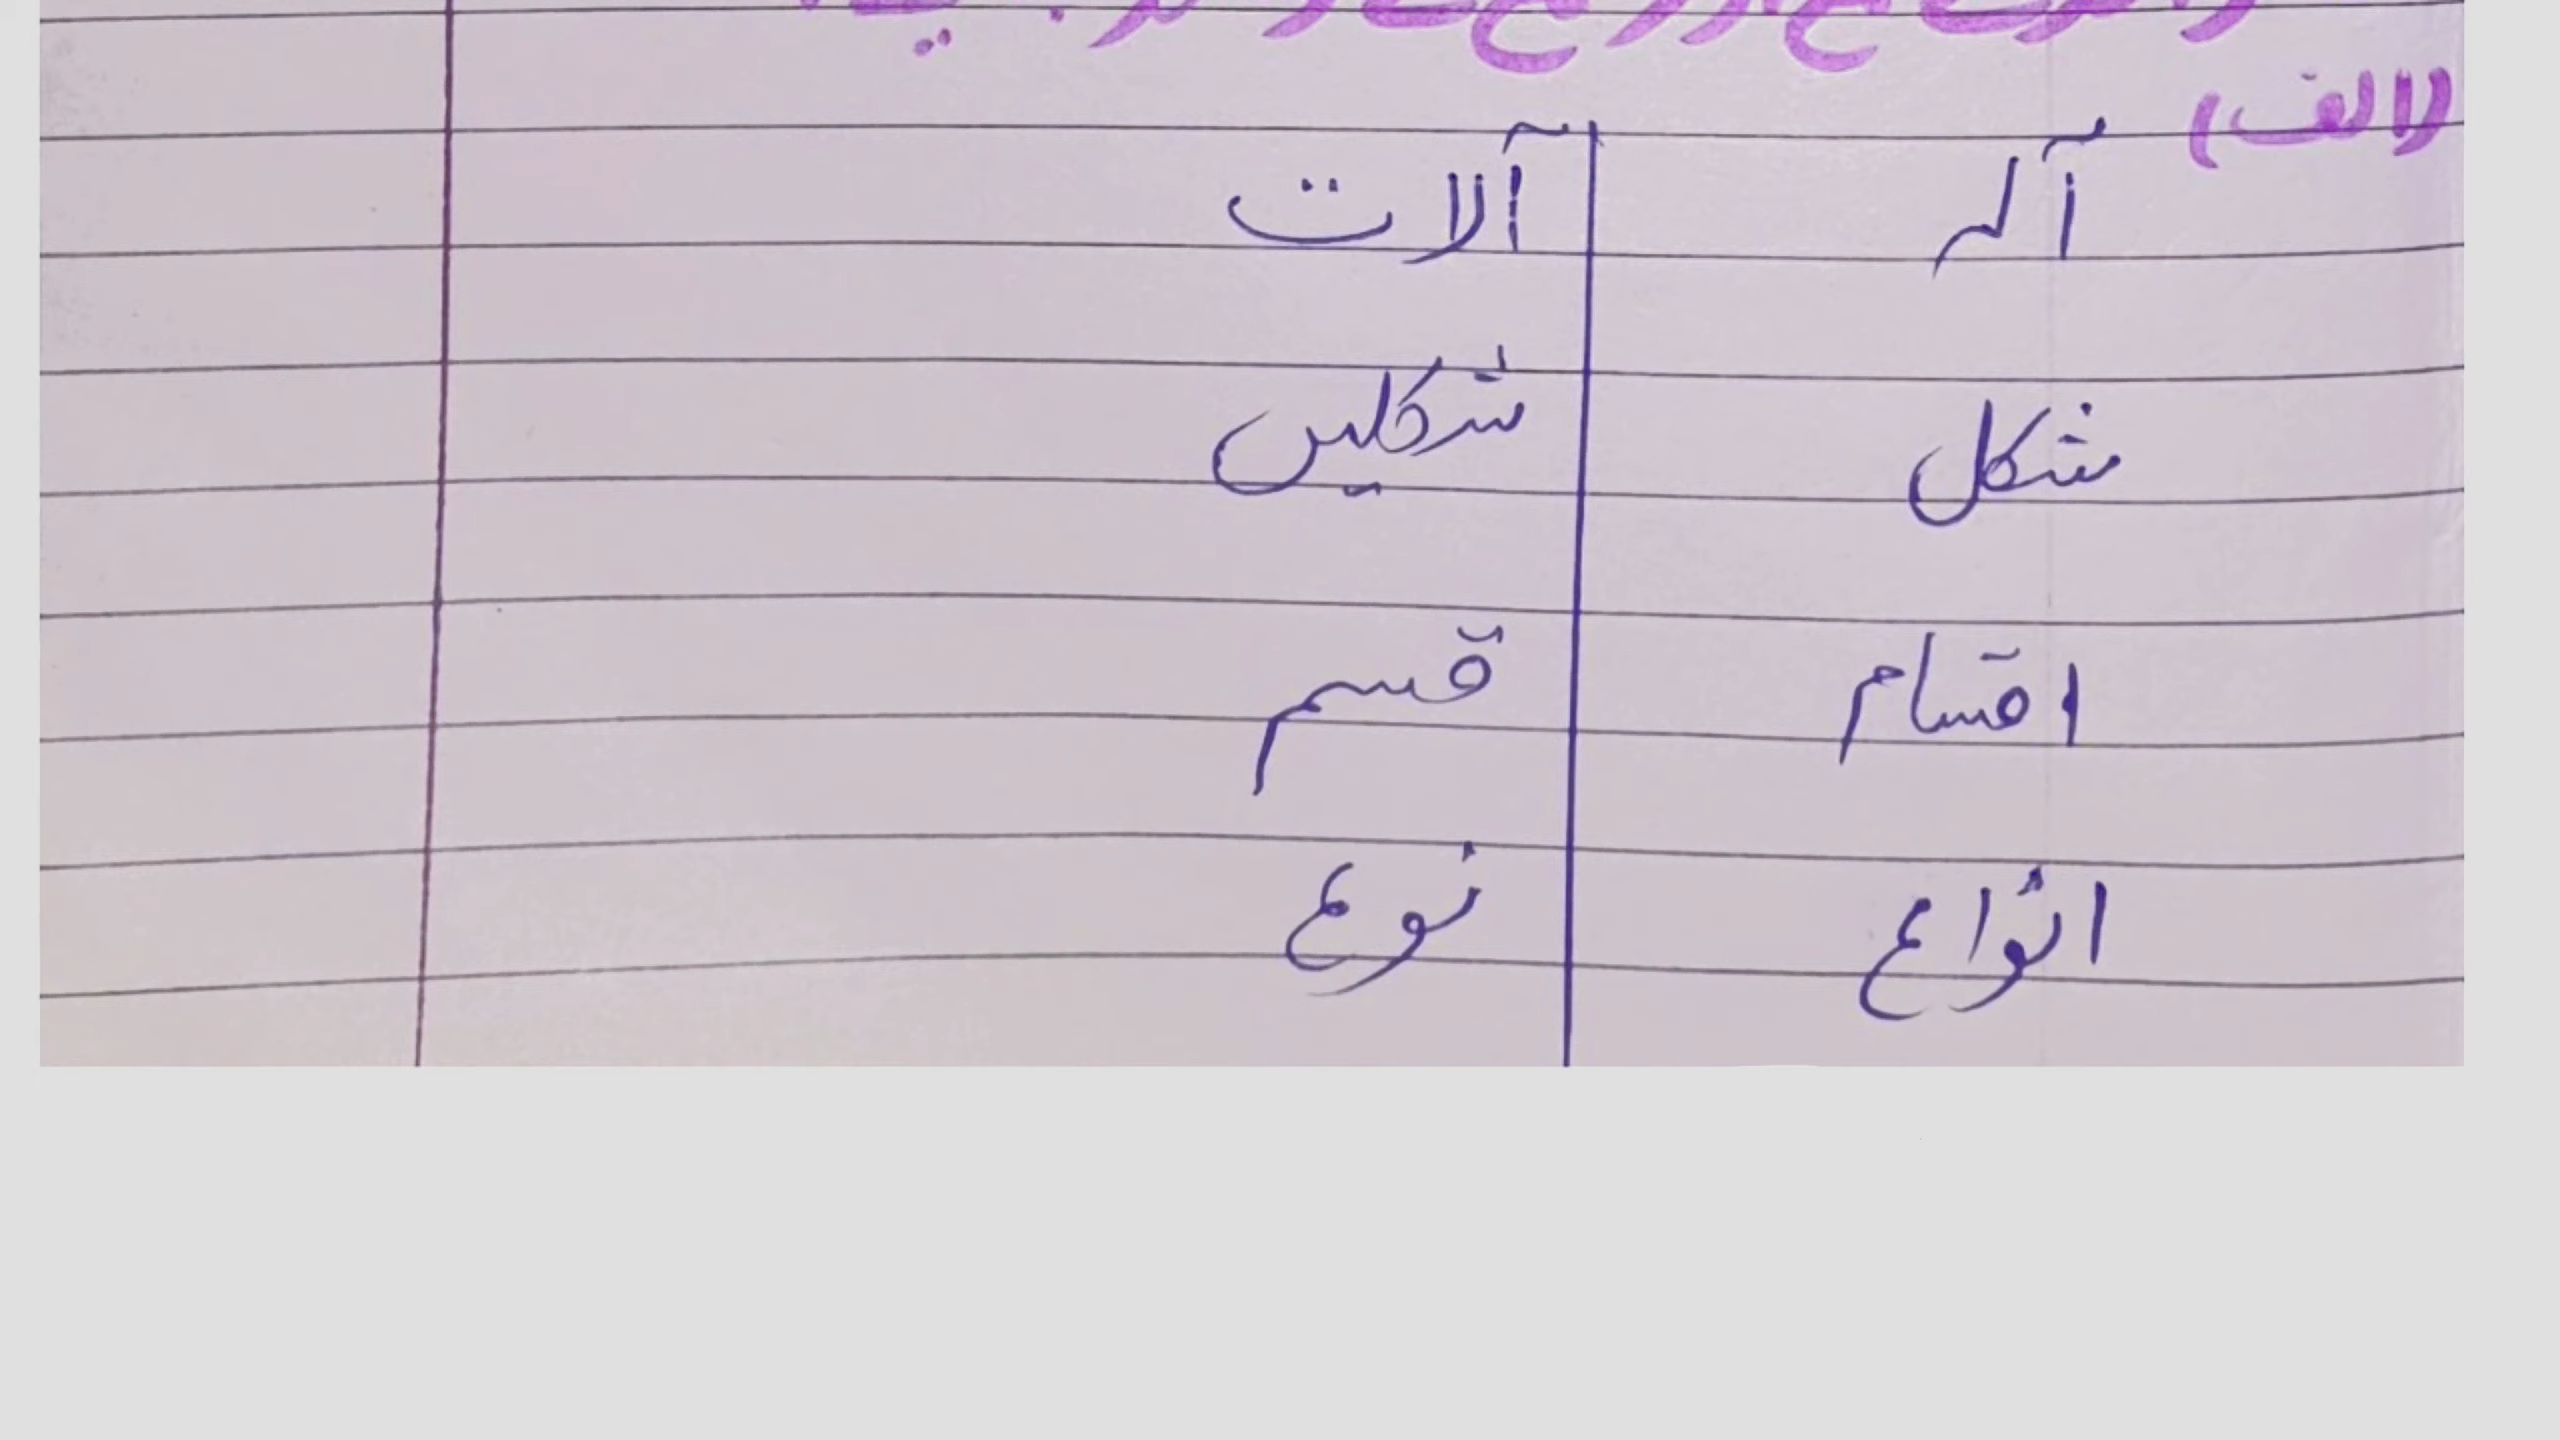 (الف)
آلہ آلات
شکل شکلیں
اقسام قسم
انواع نوع